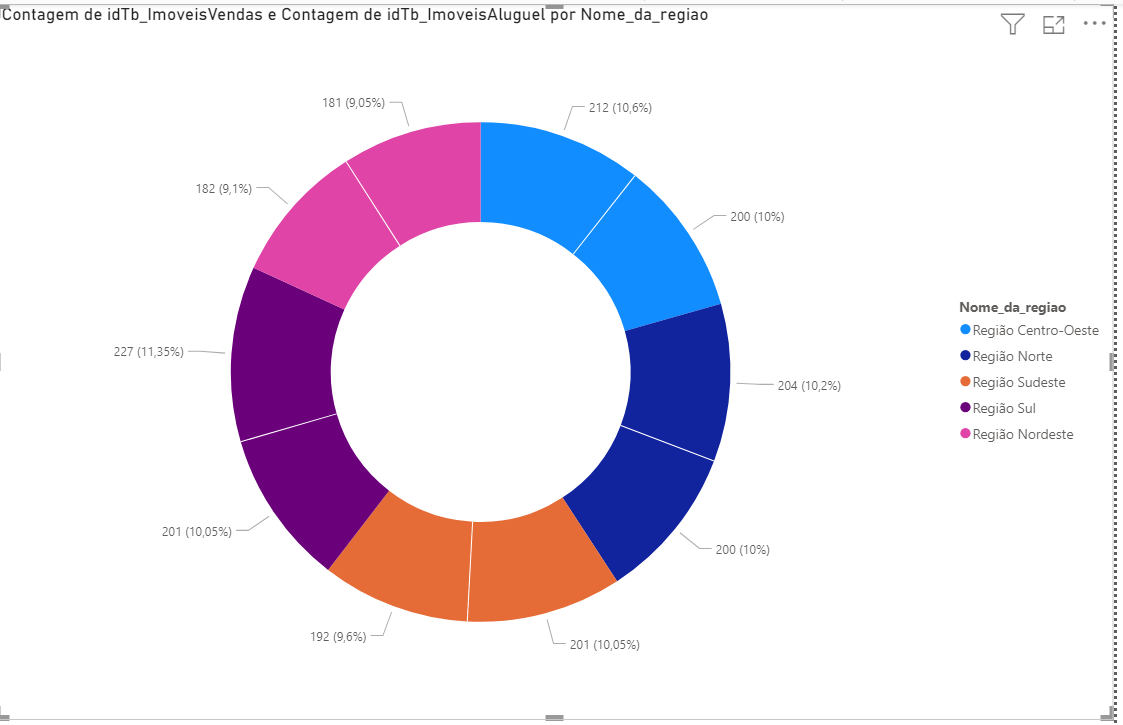 Contagem de idTb_ImoveisVendas e Contagem de idTb_ImoveisAluguel por Nome_da_regiao
181 (9,05%)
212 (10,6%)
182 (9,1%)
200 (10%)
227 (11,35%)
204 (10,2%)
201 (10,05%)
200 (10%)
192 (9,6%)
201 (10,05%)
Nome_da_regiao
Região Centro-Oeste
Região Norte
Região Sudeste
Região Sul
Região Nordeste